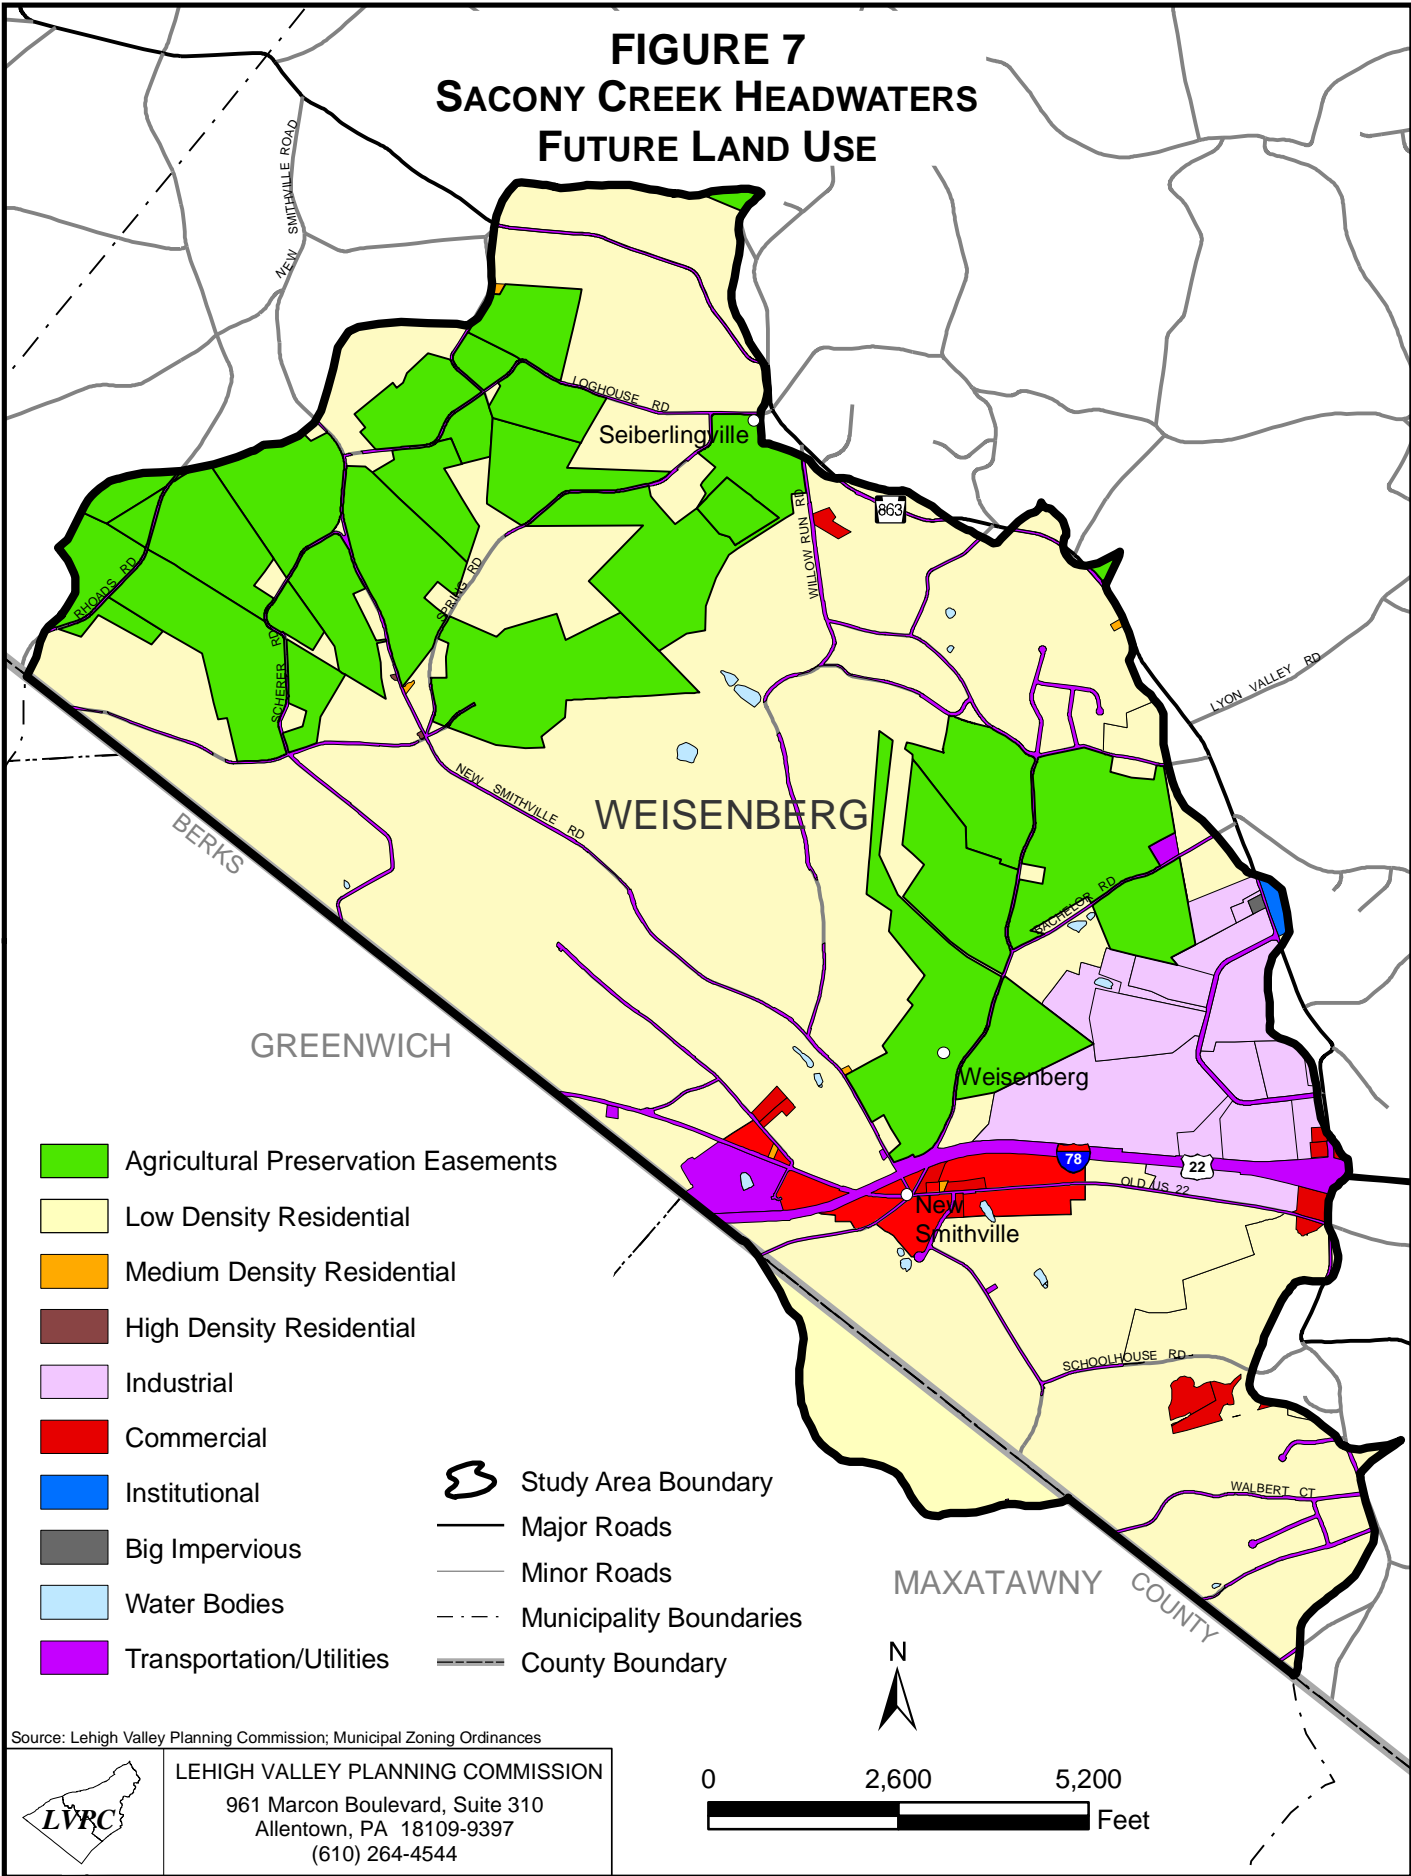 FIGURE 7
SACONY CREEK HEADWATERS
FUTURE LAND USE
NEW SMITHVILLE ROAD
LOGHOUSE RD
Seiberlingville
863
WILLOW RUN RD
RHOADS RD
SPRING RD
SCHERER RD
LYON VALLEY RD
NEW SMITHVILLE RD
WEISENBERG
BERKS
BACHELOR RD
GREENWICH
Weisenberg
78
22
OLD US 22
New
Smithville
SCHOOLHOUSE RD
WALBERT CT
MAXATAWNY
COUNTY
Agricultural Preservation Easements
Low Density Residential
Medium Density Residential
High Density Residential
Industrial
Commercial
Institutional
Big Impervious
Water Bodies
Transportation/Utilities
Study Area Boundary
Major Roads
Minor Roads
Municipality Boundaries
County Boundary
N
Source: Lehigh Valley Planning Commission; Municipal Zoning Ordinances
LVPC
LEHIGH VALLEY PLANNING COMMISSION
961 Marcon Boulevard, Suite 310
Allentown, PA 18109-9397
(610) 264-4544
0 2,600 5,200
Feet